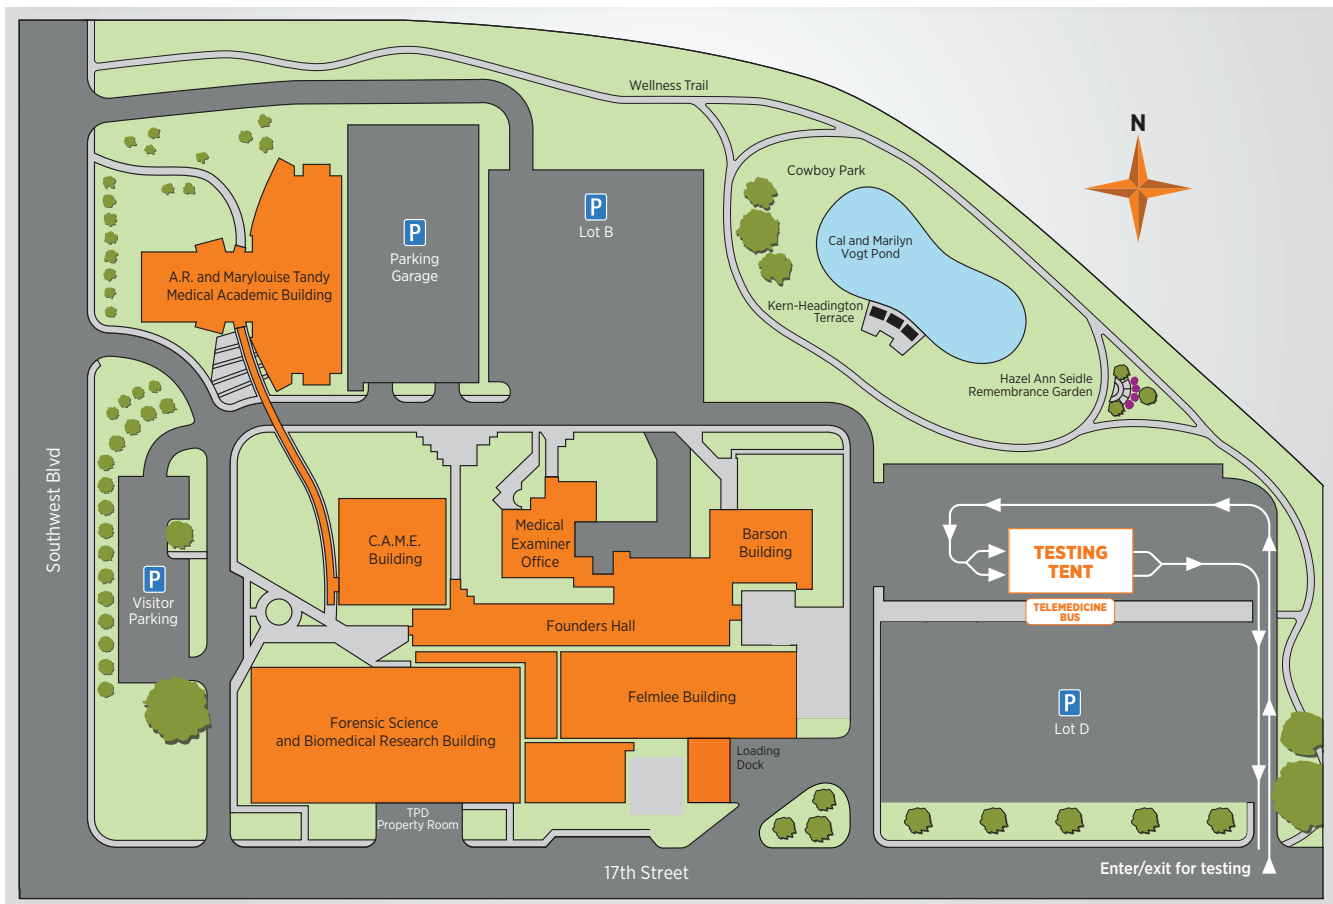 Wellness Trail
N
Cowboy Park
P
Lot B
P
Parking
Garage
Cal and Marilyn
Vogt Pond
A.R. and Marylouise Tandy
Medical Academic Building
Kern-Headington
Terrace
Hazel Ann Seidle
Remembrance Garden
Southwest Blvd
C.A.M.E.
Building
Medical
Examiner
Office
Barson
Building
TESTING
TENT
TELEMEDICINE
BUS
P
Visitor
Parking
Founders Hall
Felmlee Building
P
Lot D
Forensic Science
and Biomedical Research Building
Loading
Dock
TPD
Property Room
17th Street
Enter/exit for testing